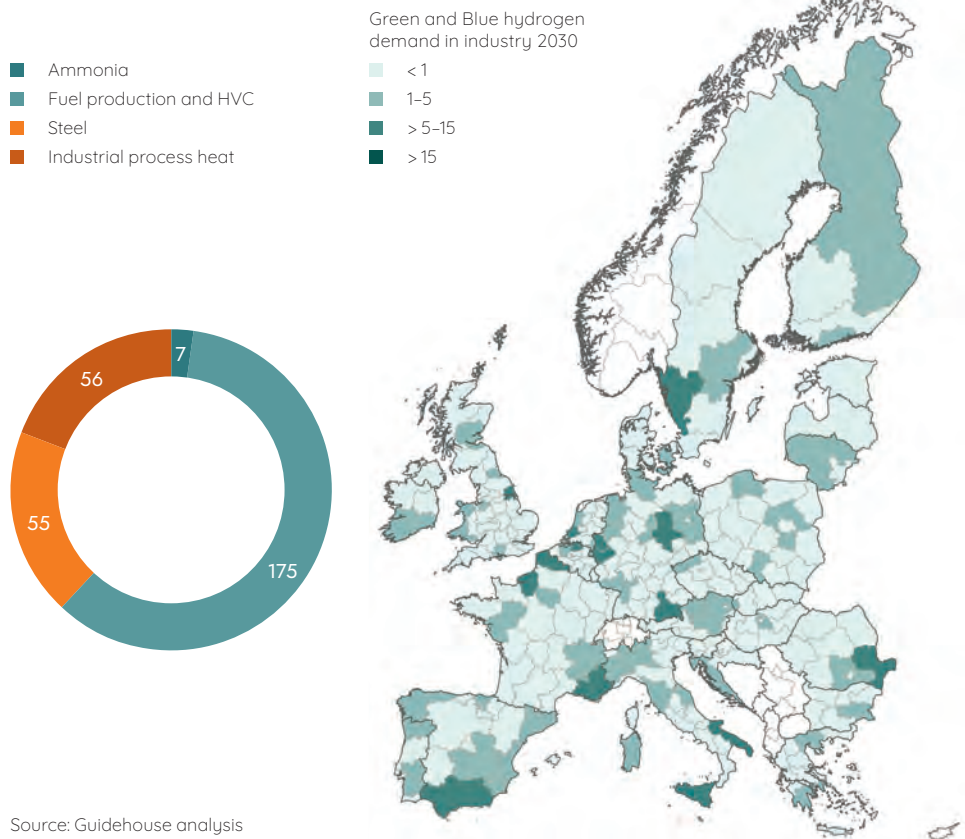 Green and Blue hydrogen
demand in industry 2030
Ammonia
Fuel production and HVC
Steel
Industrial process heat
< 1
1–5
> 5–15
> 15
7
56
55
175
Source: Guidehouse analysis